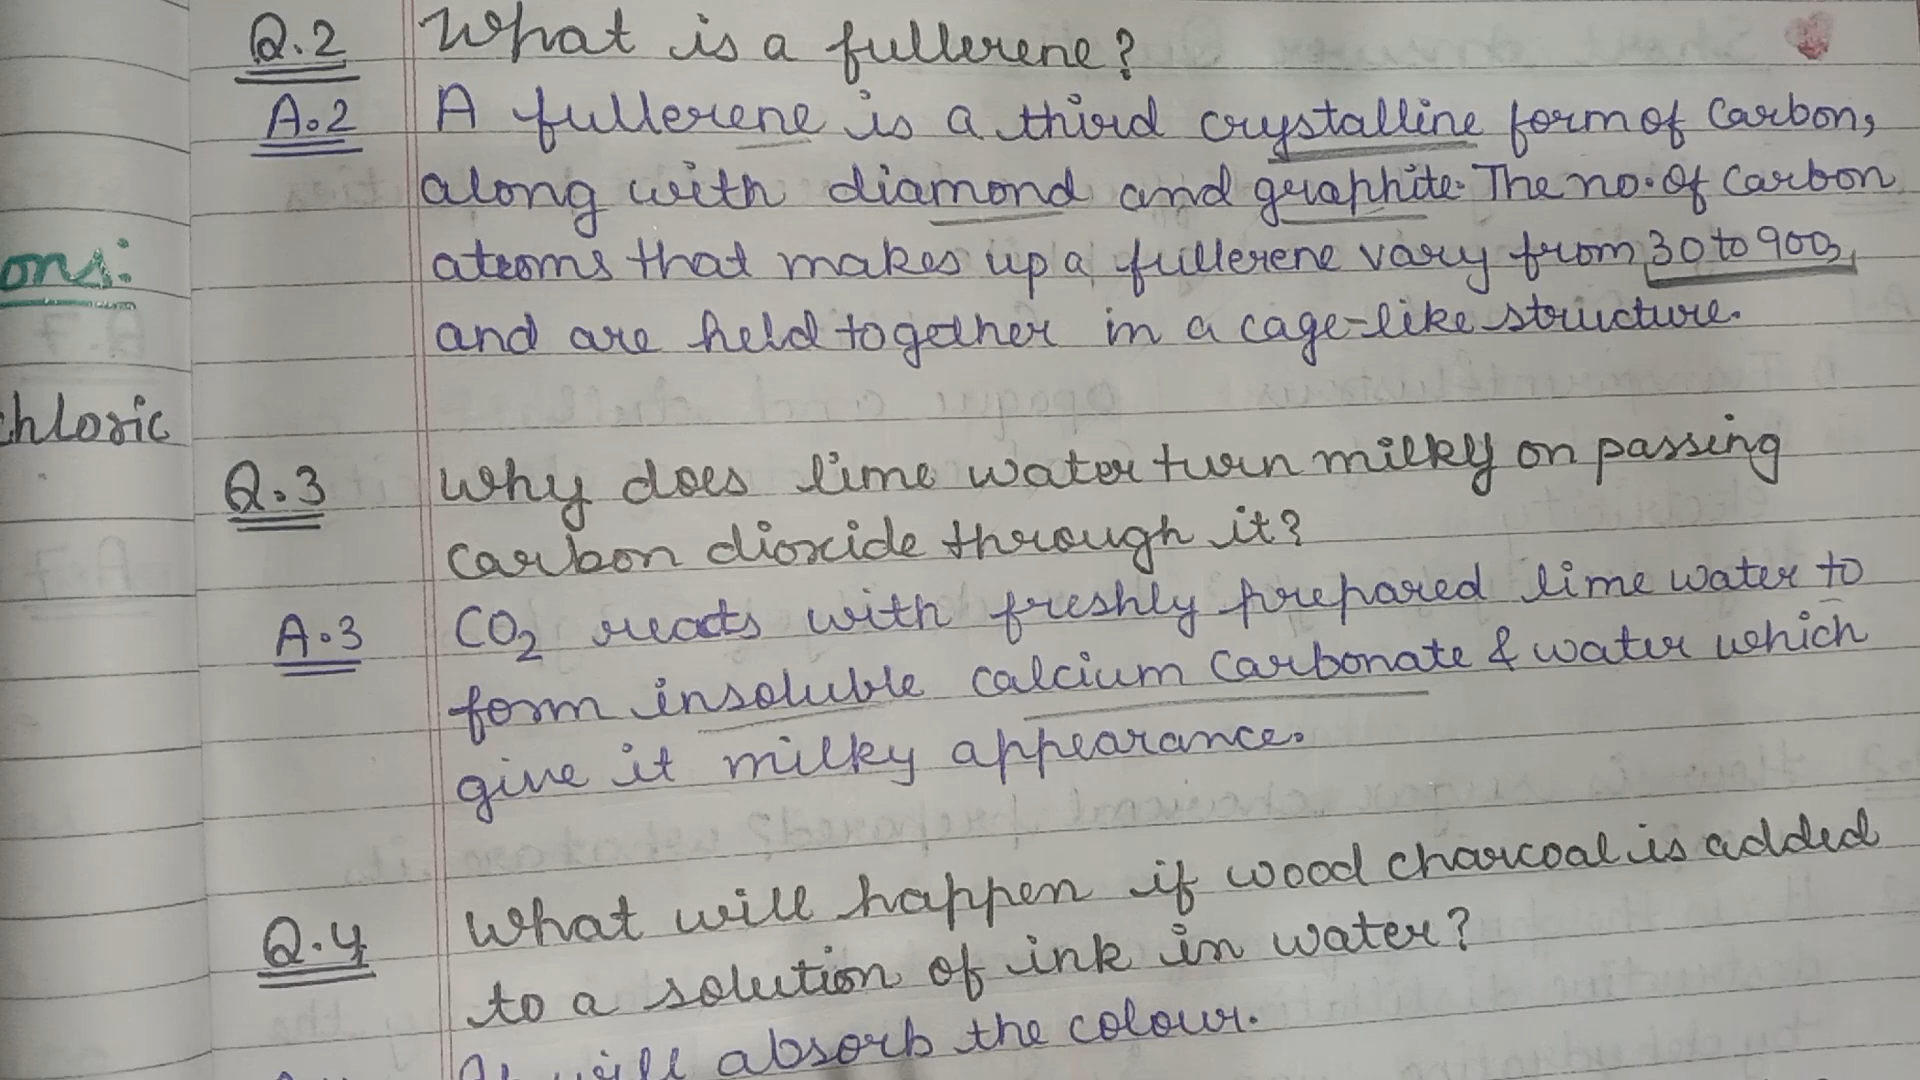 Q.2 What is a fullerene?
A.2 A fullerene is a third crystalline form of Carbon,
along with diamond and graphite. The no. of Carbon
atoms that makes up a fullerene vary from 30 to 900,
and are held together in a cage-like structure.
ons:
chloric
Q.3 Why does lime water turn milky on passing
Carbon dioxide through it?
A.3 CO2 reacts with freshly prepared lime water to
form insoluble calcium Carbonate & water which
give it milky appearance.
Q.4 What will happen if wood charcoal is added
to a solution of ink in water?
It will absorb the colour.